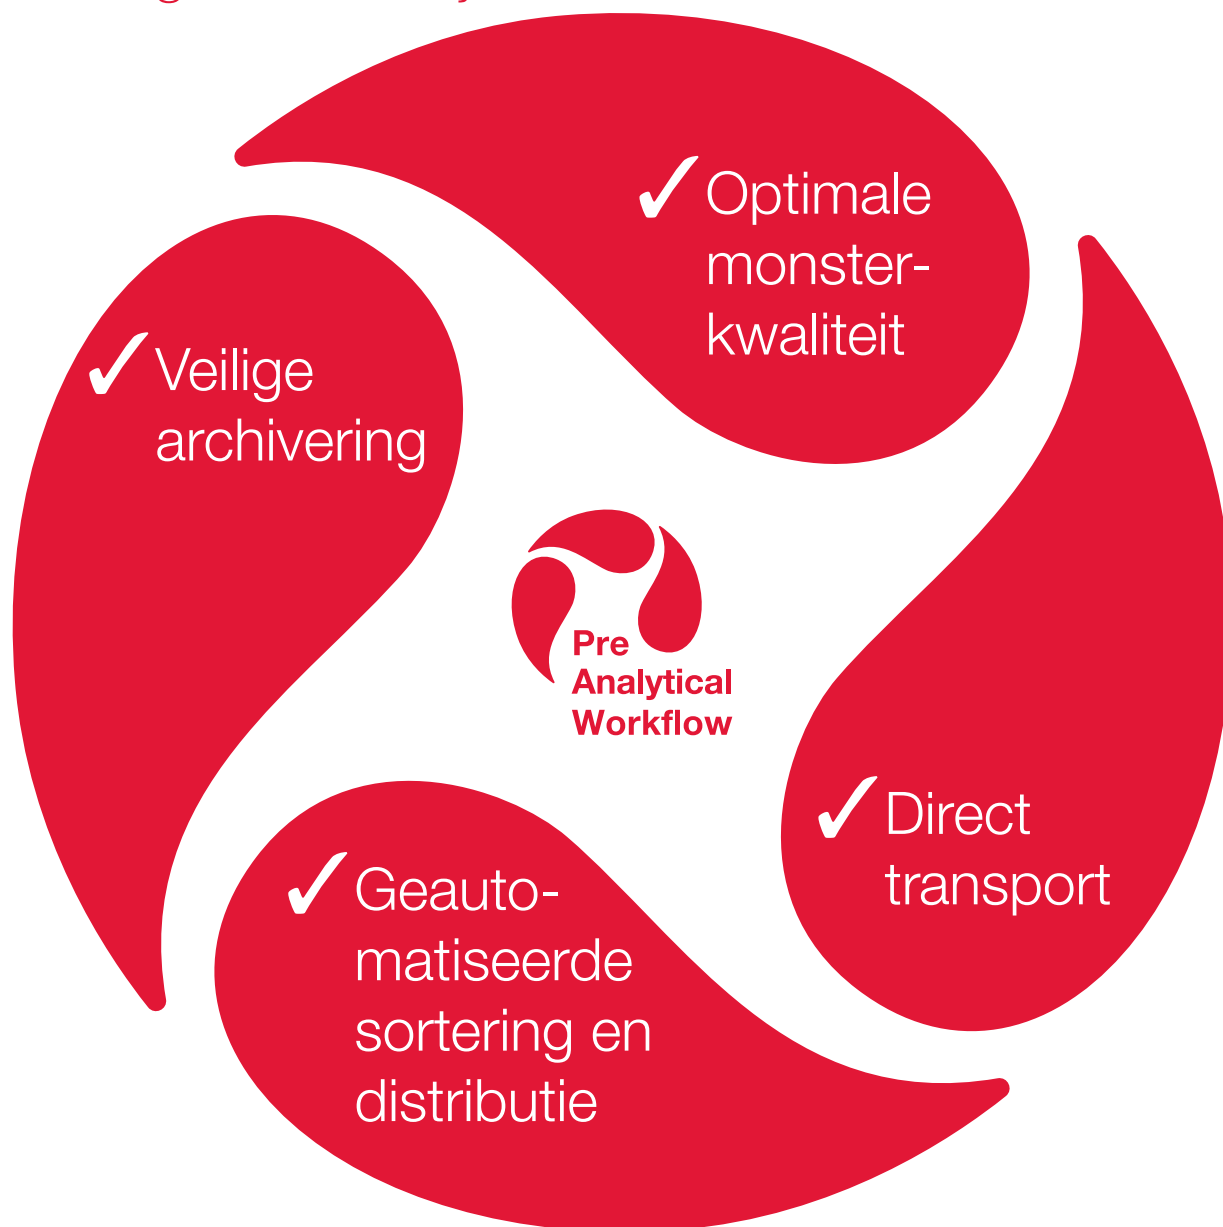 ✓ Optimale
monster-
kwaliteit
✓ Veilige
archivering
Pre
Analytical
Workflow
✓ Direct
transport
✓ Geauto-
matiseerde
sortering en
distributie